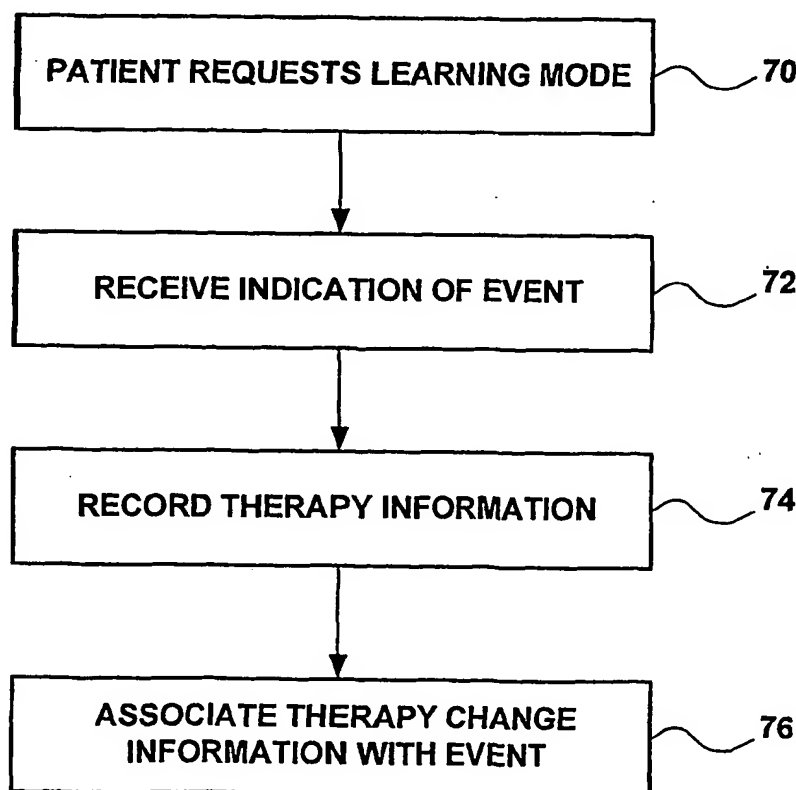 PATIENT REQUESTS LEARNING MODE
70
RECEIVE INDICATION OF EVENT
72
RECORD THERAPY INFORMATION
74
ASSOCIATE THERAPY CHANGE
INFORMATION WITH EVENT
76